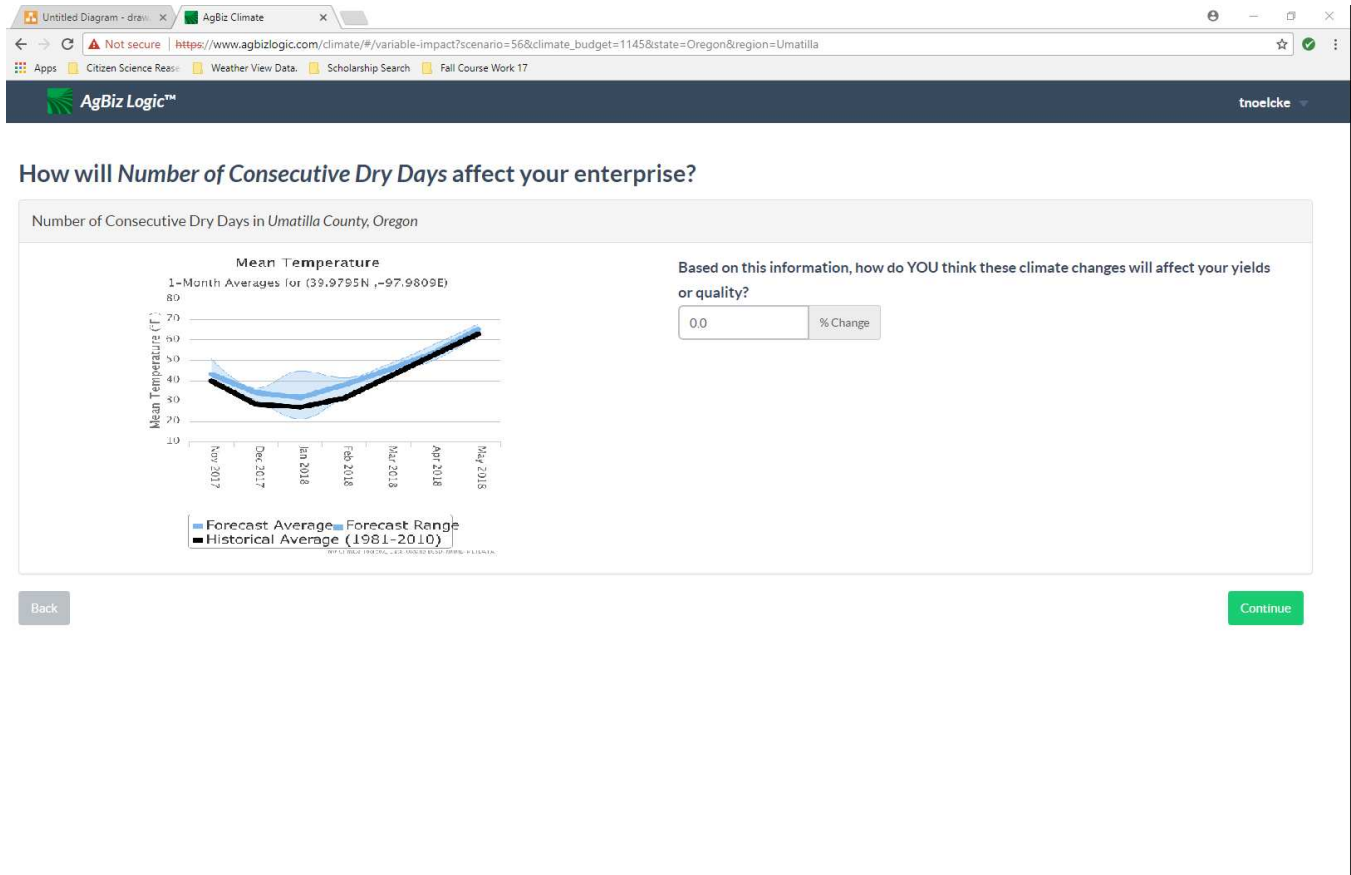 Untitled Diagram - draw. AgBiz Climate
Not secure https://www.agbizlogic.com/climate/#/variable-impact?scenario=56&climate_budget=1145&state=Oregon&region=Umatilla
Apps Citizen Science Rease Weather View Data. Scholarship Search Fall Course Work 17
AgBiz Logic™ tnoelcke
How will Number of Consecutive Dry Days affect your enterprise?
Number of Consecutive Dry Days in Umatilla County, Oregon
Mean Temperature
1-Month Averages for (39.9795N ,-97.9809E)
Mean Temperature (°F)
80
70
60
50
40
30
20
10
Nov 2017
Dec 2017
Jan 2018
Feb 2018
Mar 2018
Apr 2018
May 2018
Forecast Average Forecast Range
Historical Average (1981-2010)
Based on this information, how do YOU think these climate changes will affect your yields
or quality?
0.0 % Change
Back Continue